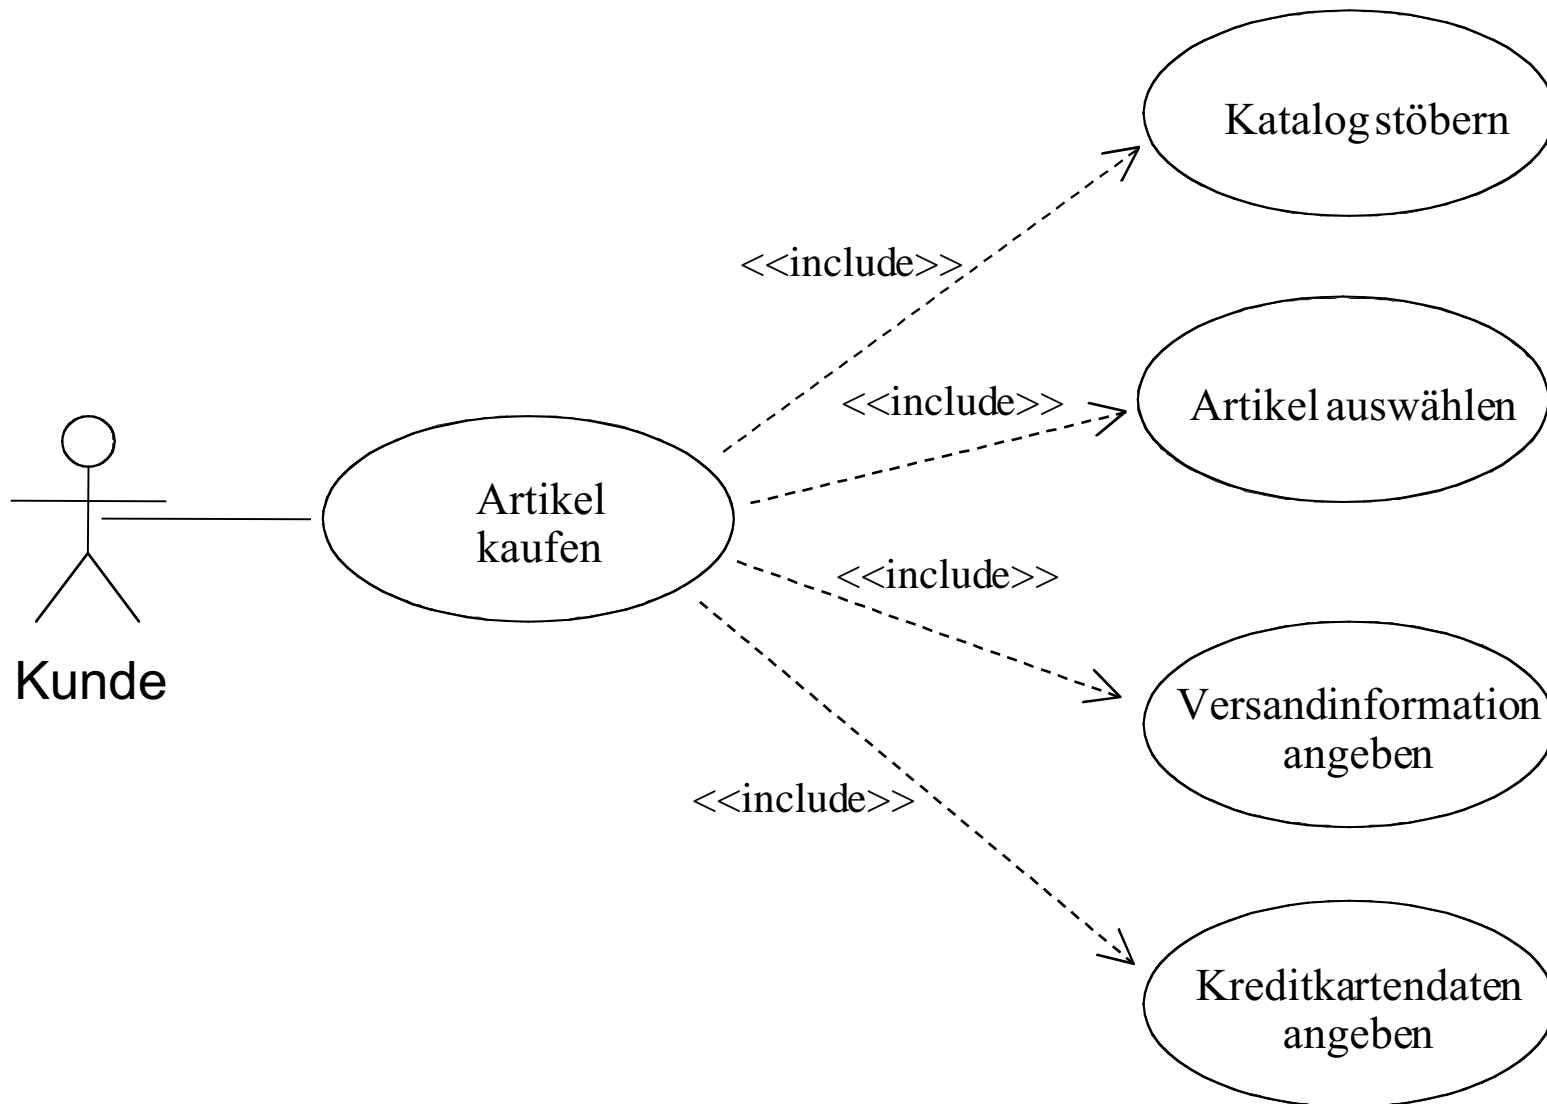 Katalog stöbern
<<include>>
<<include>>
Artikel auswählen
Artikel
kaufen
<<include>>
Kunde
Versandinformation
angeben
<<include>>
Kreditkartendaten
angeben